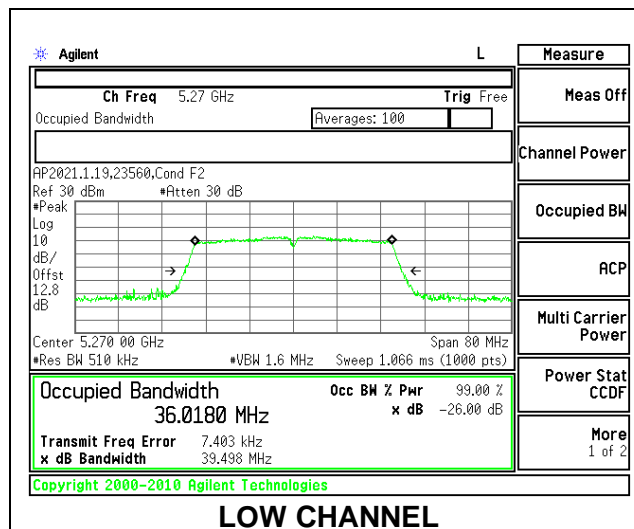 Agilent L Measure
Ch Freq 5.27 GHz Trig Free
Occupied Bandwidth Averages: 100
AP2021.1.19,23560,Cond F2
Ref 30 dBm #Atten 30 dB
#Peak
Log
10
dB/
Offst
12.8
dB
Center 5.270 00 GHz Span 80 MHz
#Res BW 510 kHz #VBW 1.6 MHz Sweep 1.066 ms (1000 pts)
Occupied Bandwidth Occ BW % Pwr 99.00 %
36.0180 MHz x dB -26.00 dB
Transmit Freq Error 7.403 kHz
x dB Bandwidth 39.498 MHz
Copyright 2000-2010 Agilent Technologies
Meas Off
Channel Power
Occupied BW
ACP
Multi Carrier
Power
Power Stat
CCDF
More
1 of 2
LOW CHANNEL